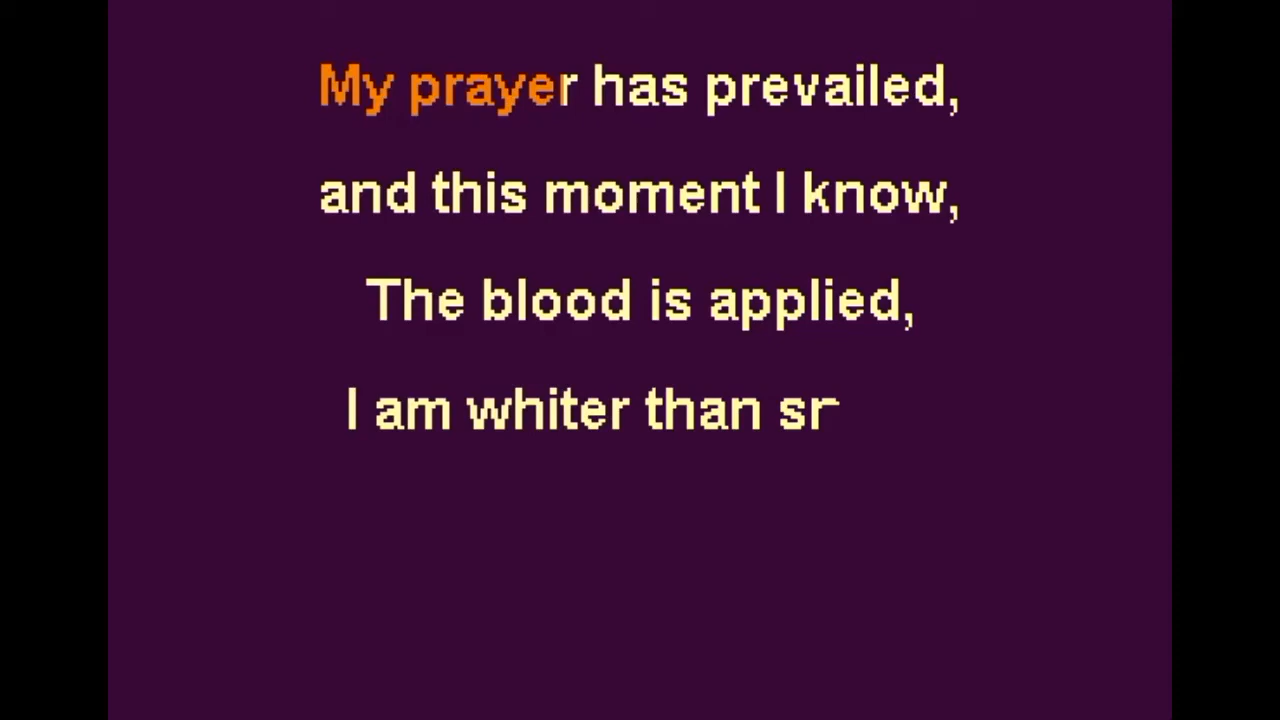 My prayer has prevailed,
and this moment I know,
The blood is applied,
I am whiter than